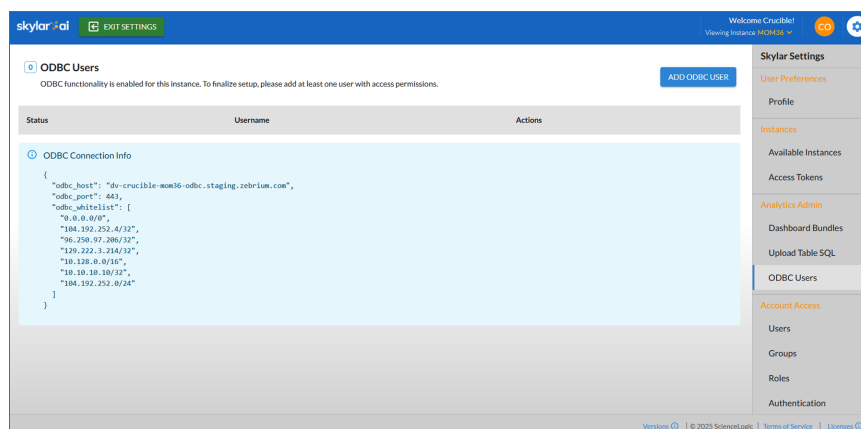 skylar ai
EXIT SETTINGS
Welcome Crucible!
Viewing Instance MOM36
CO
0 ODBC Users
ODBC functionality is enabled for this instance. To finalize setup, please add at least one user with access permissions.
ADD ODBC USER
Status Username Actions
ODBC Connection Info
{
"odbc_host": "dv-crucible-mom36-odbc.staging.zebrium.com",
"odbc_port": 443,
"odbc_whitelist": [
"0.0.0.0/0",
"104.192.252.4/32",
"96.250.97.206/32",
"129.222.3.214/32",
"10.128.0.0/16",
"10.10.10.10/32",
"104.192.252.0/24"
]
}
Skylar Settings
User Preferences
Profile
Instances
Available Instances
Access Tokens
Analytics Admin
Dashboard Bundles
Upload Table SQL
ODBC Users
Account Access
Users
Groups
Roles
Authentication
Versions | © 2025 ScienceLogic | Terms of Service | Licenses